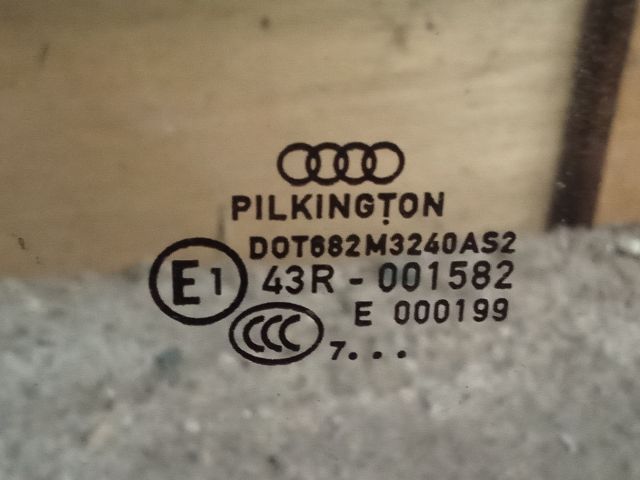 PILKINGTON
DOT682M3240AS2
E1 43R - 001582
E 000199
CCC 7...